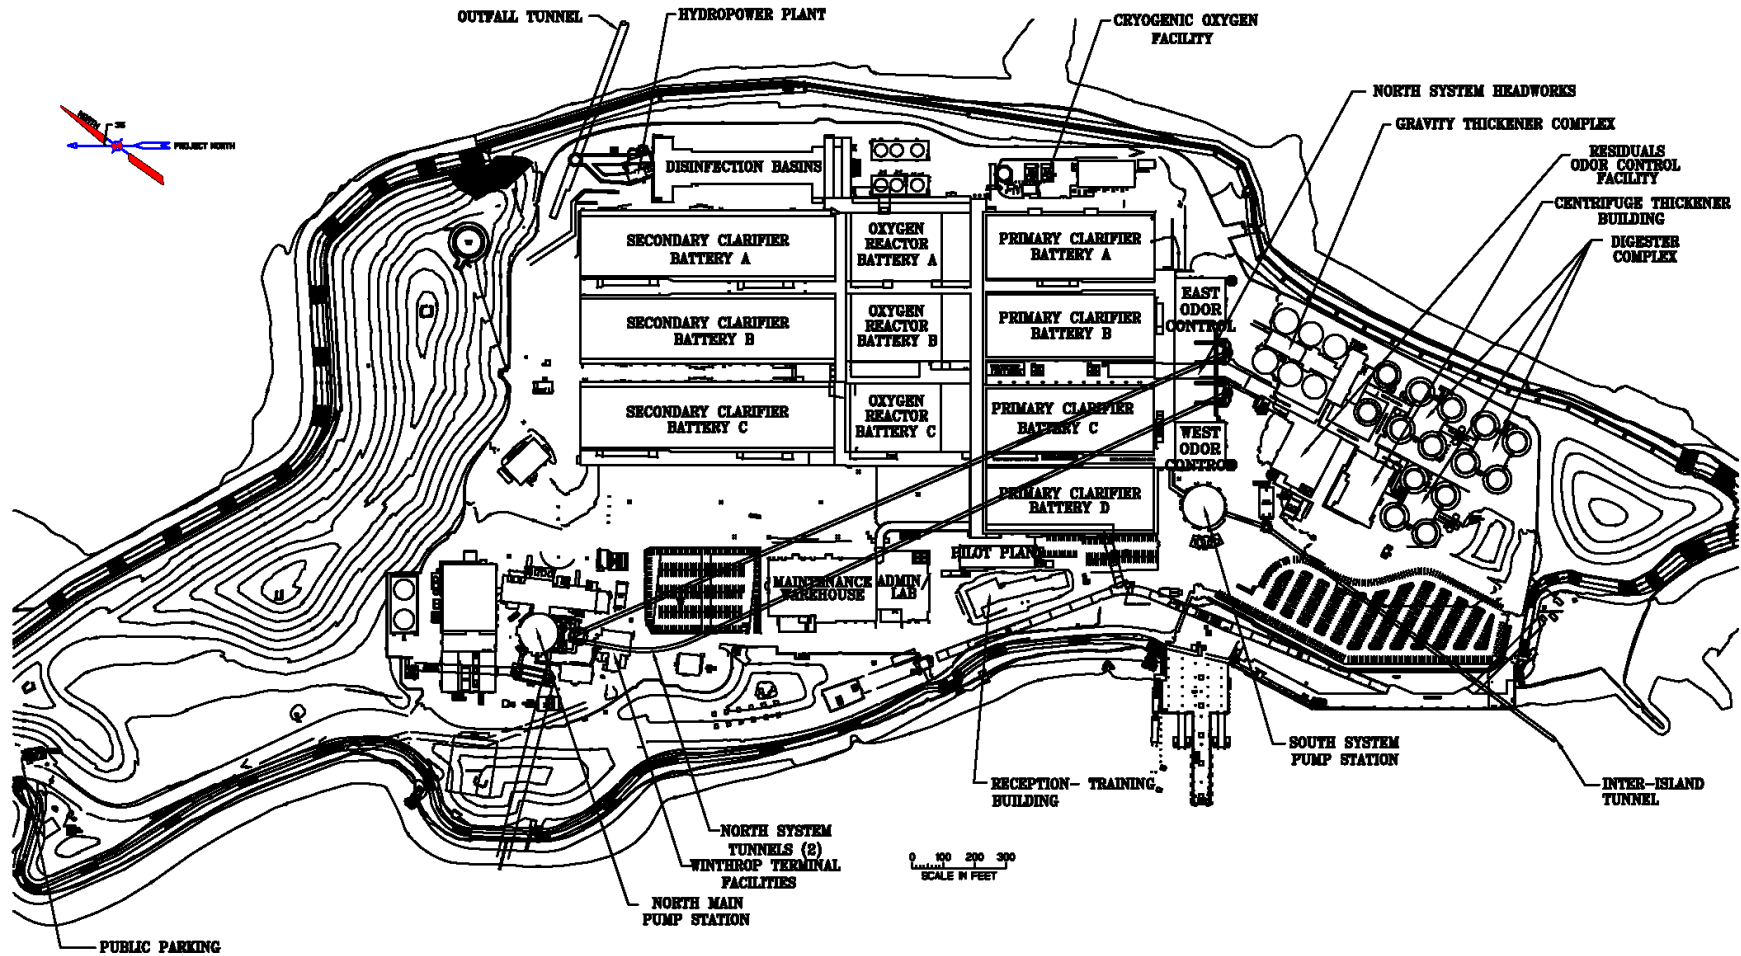 OUTFALL TUNNEL
HYDROPOWER PLANT
CRYOGENIC OXYGEN
FACILITY
NORTH SYSTEM HEADWORKS
GRAVITY THICKENER COMPLEX
RESIDUALS
ODOR CONTROL
FACILITY
CENTRIFUGE THICKENER
BUILDING
DIGESTER
COMPLEX
NORTH
PROJECT NORTH
DISINFECTION BASINS
SECONDARY CLARIFIER
BATTERY A
OXYGEN
REACTOR
BATTERY A
PRIMARY CLARIFIER
BATTERY A
EAST
ODOR
CONTROL
SECONDARY CLARIFIER
BATTERY B
OXYGEN
REACTOR
BATTERY B
PRIMARY CLARIFIER
BATTERY B
SECONDARY CLARIFIER
BATTERY C
OXYGEN
REACTOR
BATTERY C
PRIMARY CLARIFIER
BATTERY C
WEST
ODOR
CONTROL
PRIMARY CLARIFIER
BATTERY D
PILOT PLANT
MAINTENANCE
WAREHOUSE
ADMIN/
LAB
SOUTH SYSTEM
PUMP STATION
INTER-ISLAND
TUNNEL
RECEPTION- TRAINING
BUILDING
NORTH SYSTEM
TUNNELS (2)
WINTHROP TERMINAL
FACILITIES
NORTH MAIN
PUMP STATION
0 100 200 300
SCALE IN FEET
PUBLIC PARKING